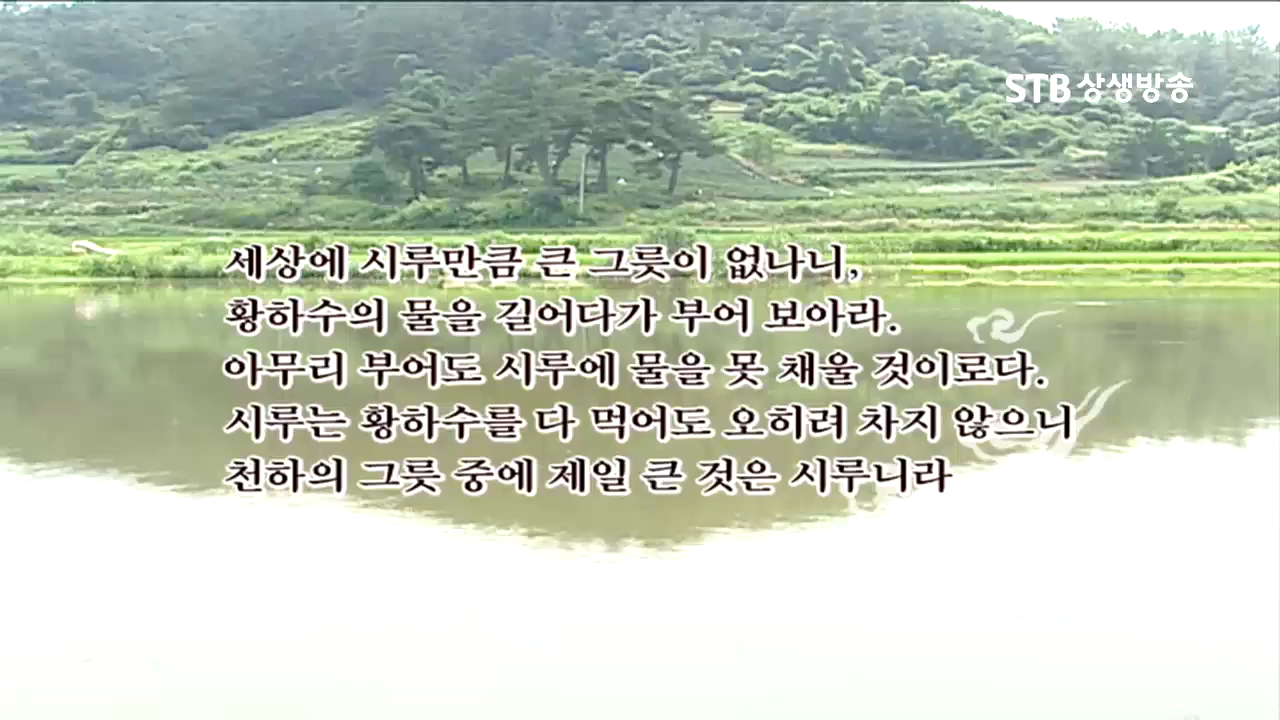 STB 상생방송
세상에 시루만큼 큰 그릇이 없나니,
황하수의 물을 길어다가 부어 보아라.
아무리 부어도 시루에 물을 못 채울 것이로다.
시루는 황하수를 다 먹어도 오히려 차지 않으니
천하의 그릇 중에 제일 큰 것은 시루니라